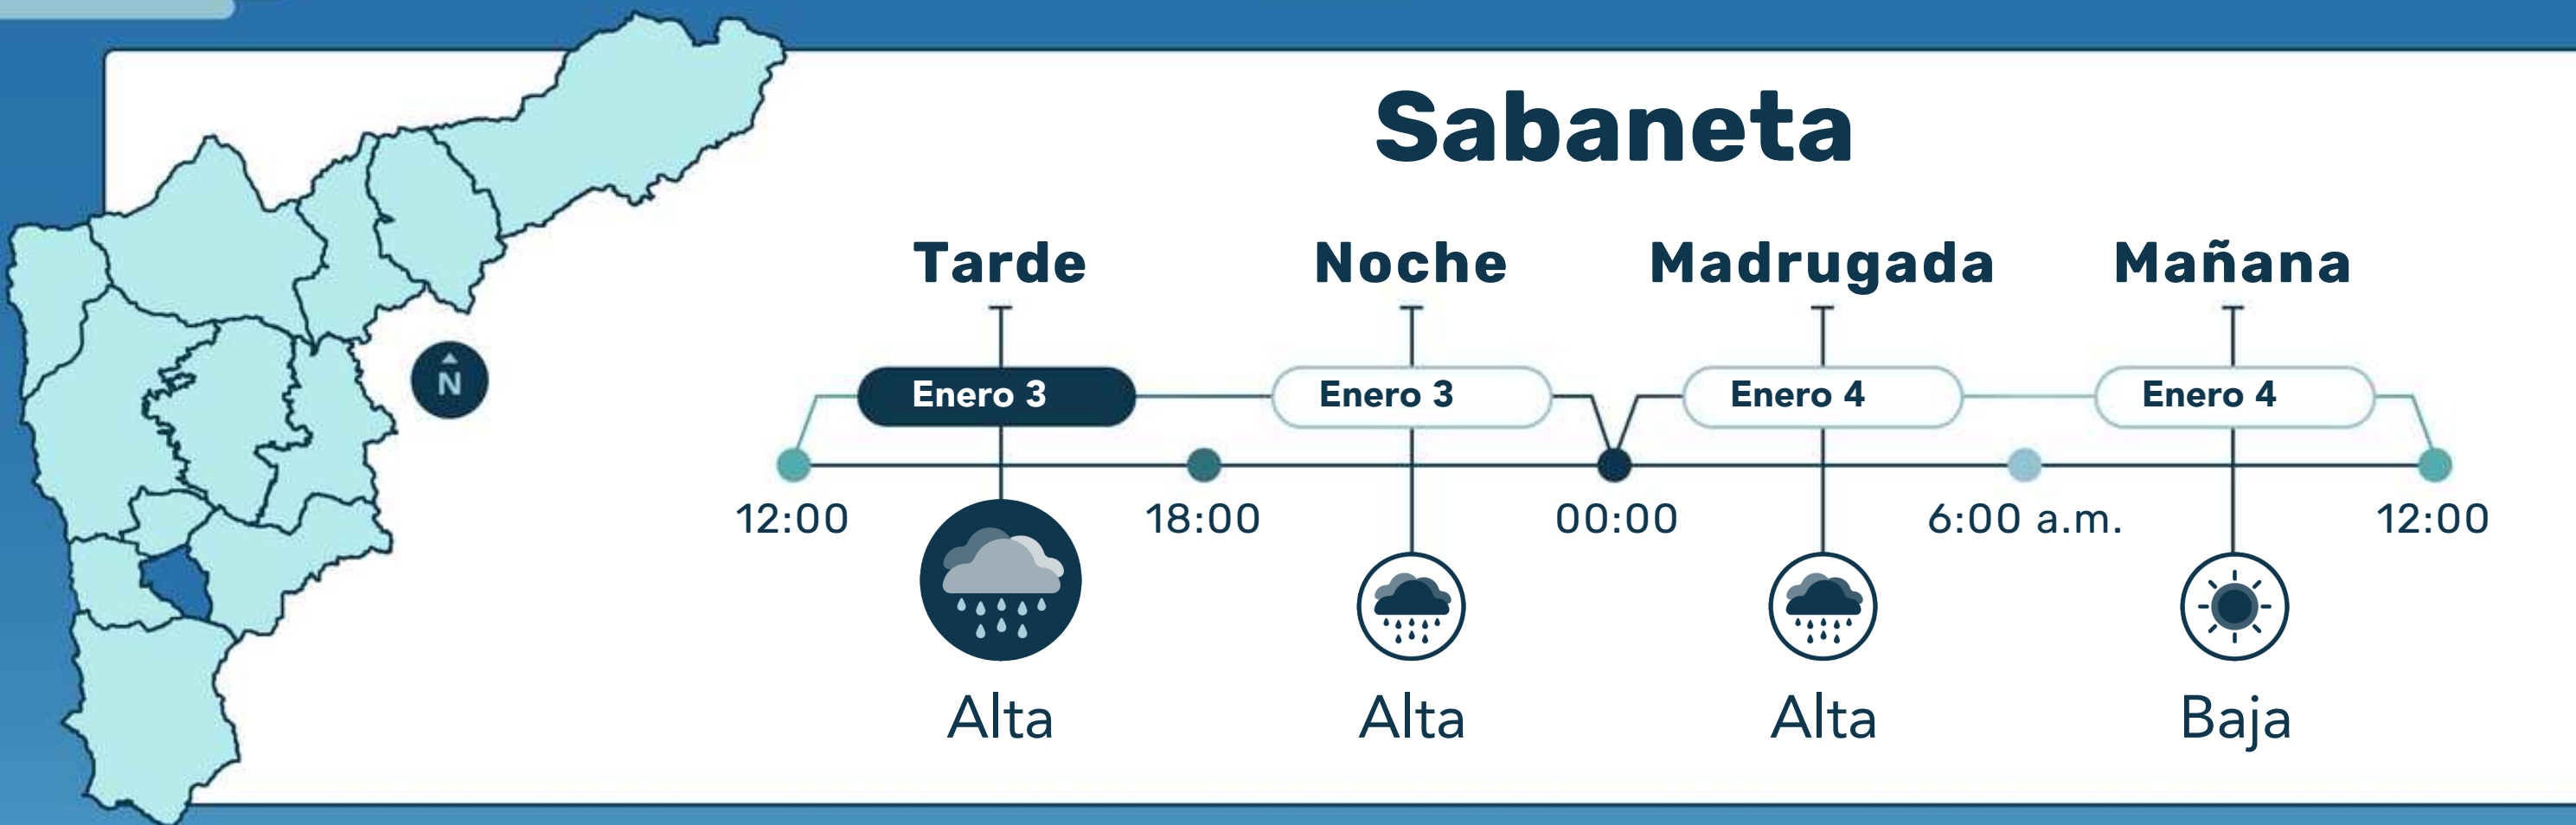 Sabaneta
Tarde Noche Madrugada Mañana
Enero 3 Enero 3 Enero 4 Enero 4
N
12:00 18:00 00:00 6:00 a.m. 12:00
Alta Alta Alta Baja